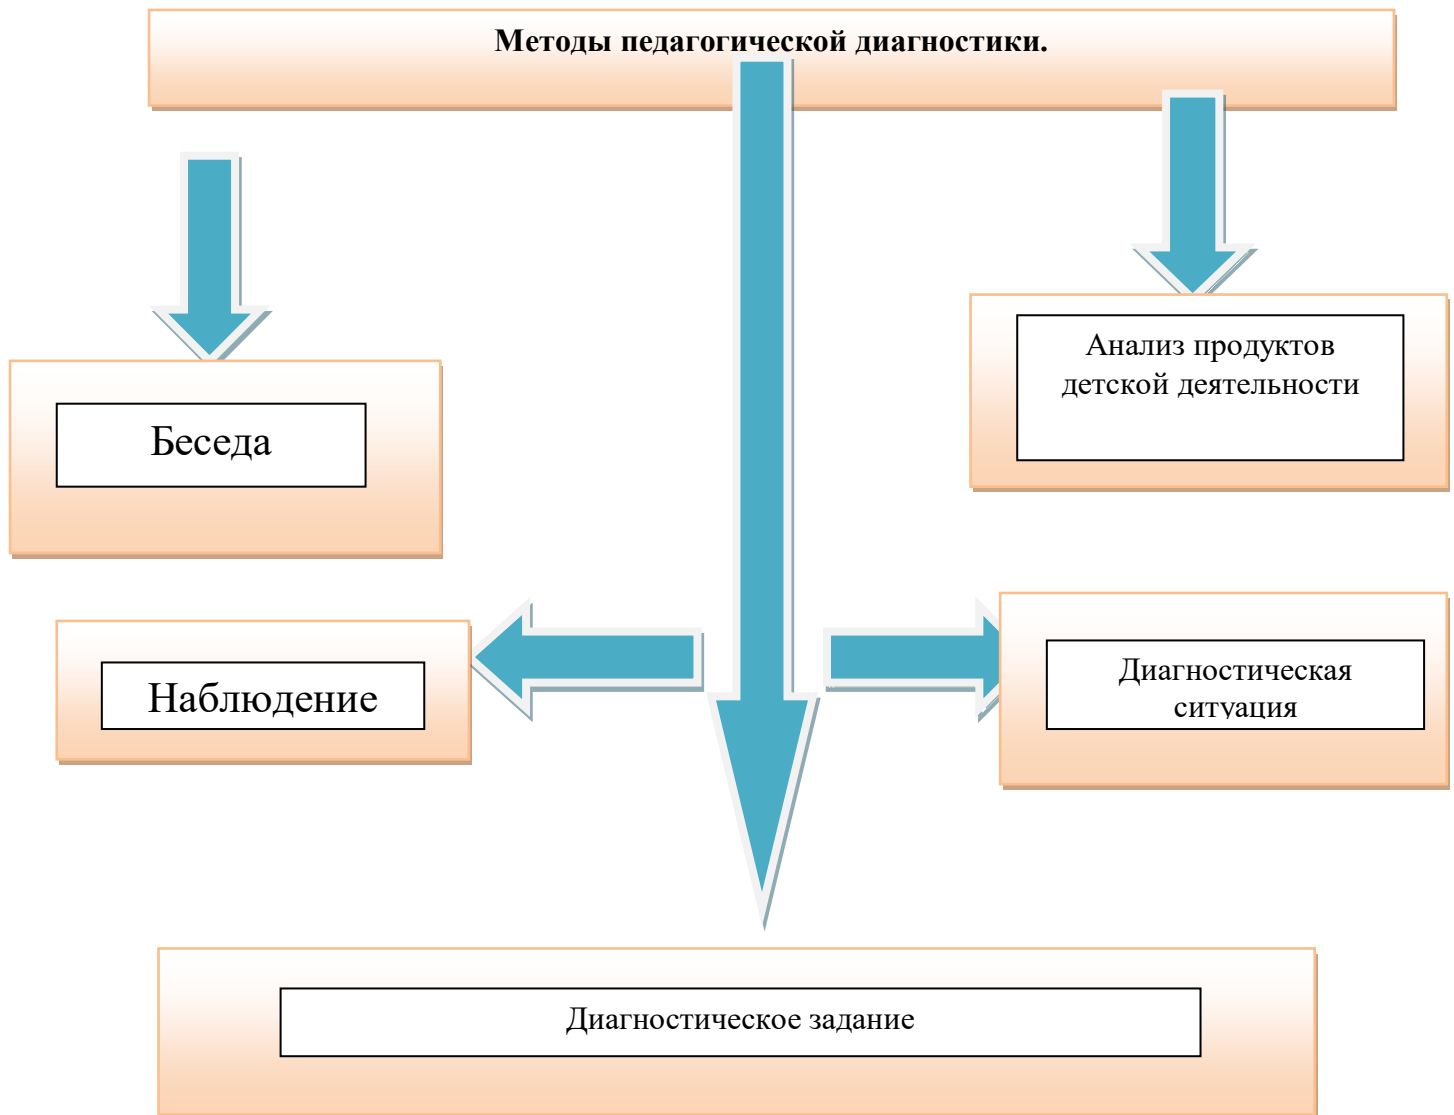 Методы педагогической диагностики.
Анализ продуктов
детской деятельности
Беседа
Наблюдение
Диагностическая
ситуация
Диагностическое задание